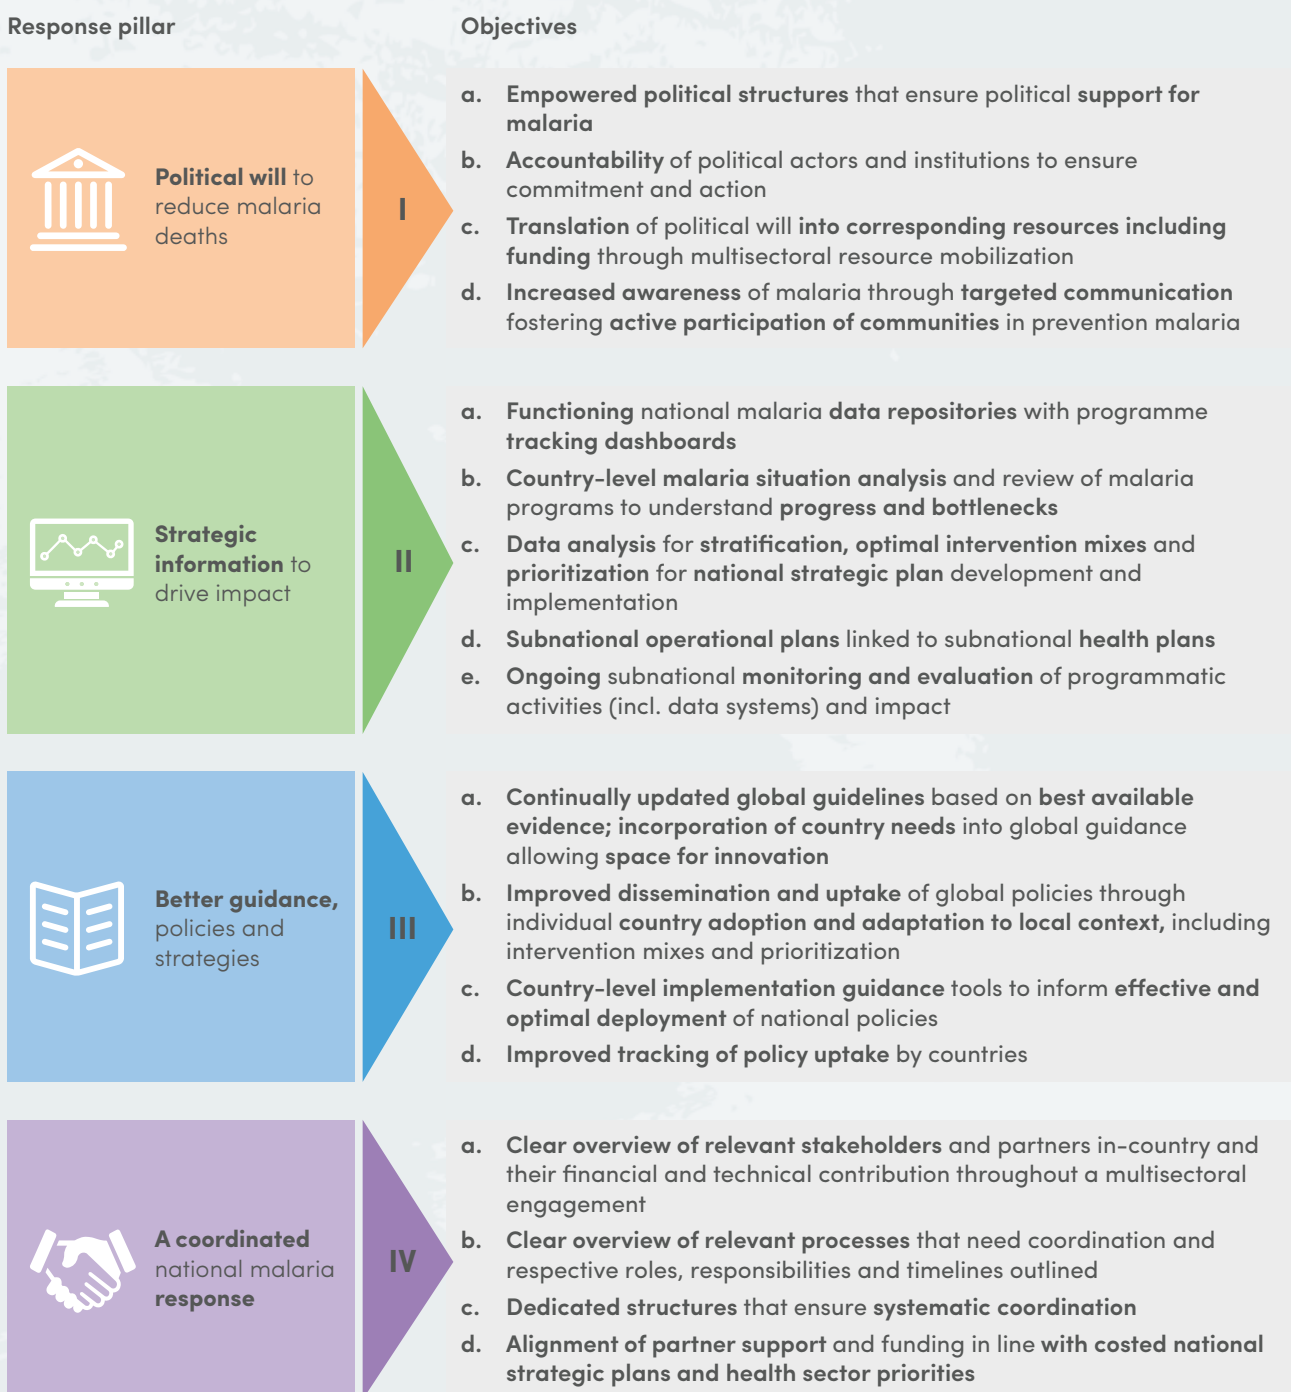 Response pillar
Objectives
Political will to
reduce malaria
deaths
I
a. Empowered political structures that ensure political support for
malaria
b. Accountability of political actors and institutions to ensure
commitment and action
c. Translation of political will into corresponding resources including
funding through multisectoral resource mobilization
d. Increased awareness of malaria through targeted communication
fostering active participation of communities in prevention malaria
Strategic
information to
drive impact
II
a. Functioning national malaria data repositories with programme
tracking dashboards
b. Country-level malaria situation analysis and review of malaria
programs to understand progress and bottlenecks
c. Data analysis for stratification, optimal intervention mixes and
prioritization for national strategic plan development and
implementation
d. Subnational operational plans linked to subnational health plans
e. Ongoing subnational monitoring and evaluation of programmatic
activities (incl. data systems) and impact
Better guidance,
policies and
strategies
III
a. Continually updated global guidelines based on best available
evidence; incorporation of country needs into global guidance
allowing space for innovation
b. Improved dissemination and uptake of global policies through
individual country adoption and adaptation to local context, including
intervention mixes and prioritization
c. Country-level implementation guidance tools to inform effective and
optimal deployment of national policies
d. Improved tracking of policy uptake by countries
A coordinated
national malaria
response
IV
a. Clear overview of relevant stakeholders and partners in-country and
their financial and technical contribution throughout a multisectoral
engagement
b. Clear overview of relevant processes that need coordination and
respective roles, responsibilities and timelines outlined
c. Dedicated structures that ensure systematic coordination
d. Alignment of partner support and funding in line with costed national
strategic plans and health sector priorities